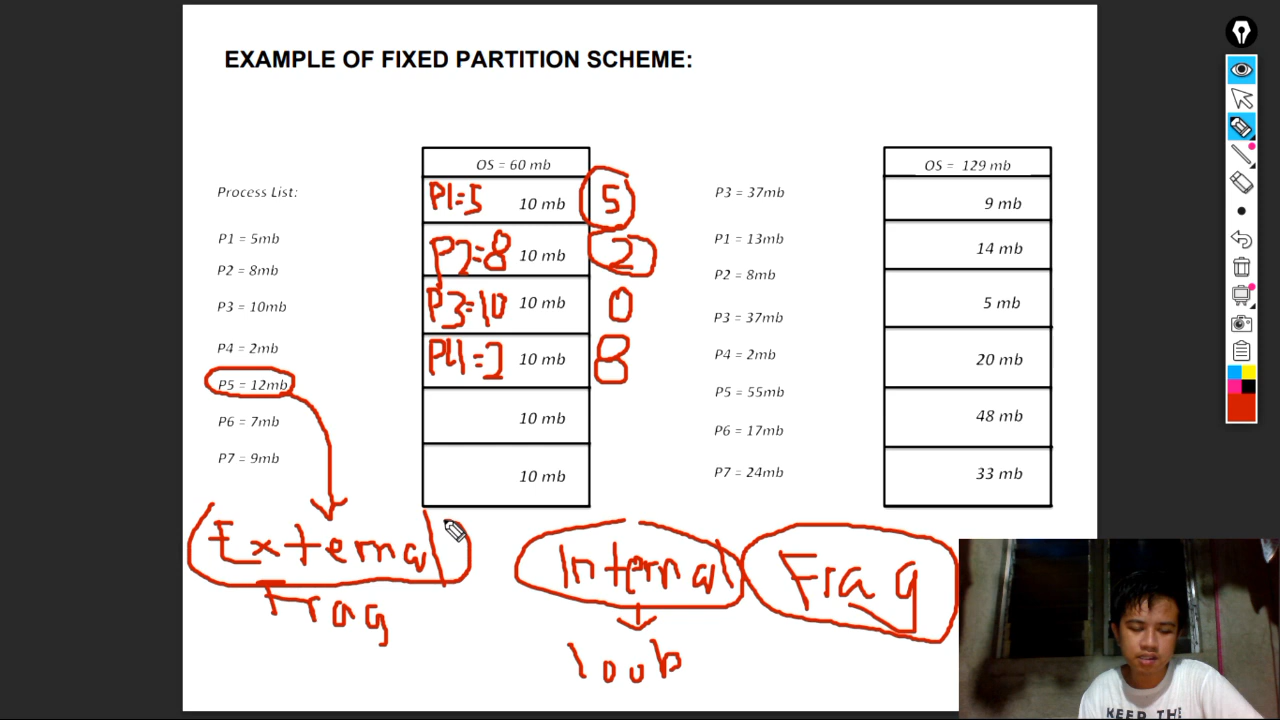 EXAMPLE OF FIXED PARTITION SCHEME:
Process List:
P1 = 5mb
P2 = 8mb
P3 = 10mb
P4 = 2mb
P5 = 12mb
P6 = 7mb
P7 = 9mb
OS = 60 mb
P1=5 10 mb 5
P2=8 10 mb 2
P3=10 10 mb 0
P4=2 10 mb 8
10 mb
10 mb
P3 = 37mb
P1 = 13mb
P2 = 8mb
P3 = 37mb
P4 = 2mb
P5 = 55mb
P6 = 17mb
P7 = 24mb
OS = 129 mb
9 mb
14 mb
5 mb
20 mb
48 mb
33 mb
External
Frag
Internal Frag
loob
KEEP THE